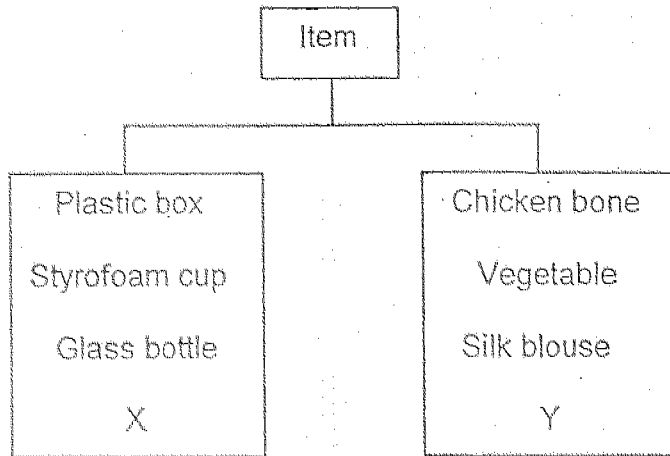 Item
Plastic box
Styrofoam cup
Glass bottle
X
Chicken bone
Vegetable
Silk blouse
Y